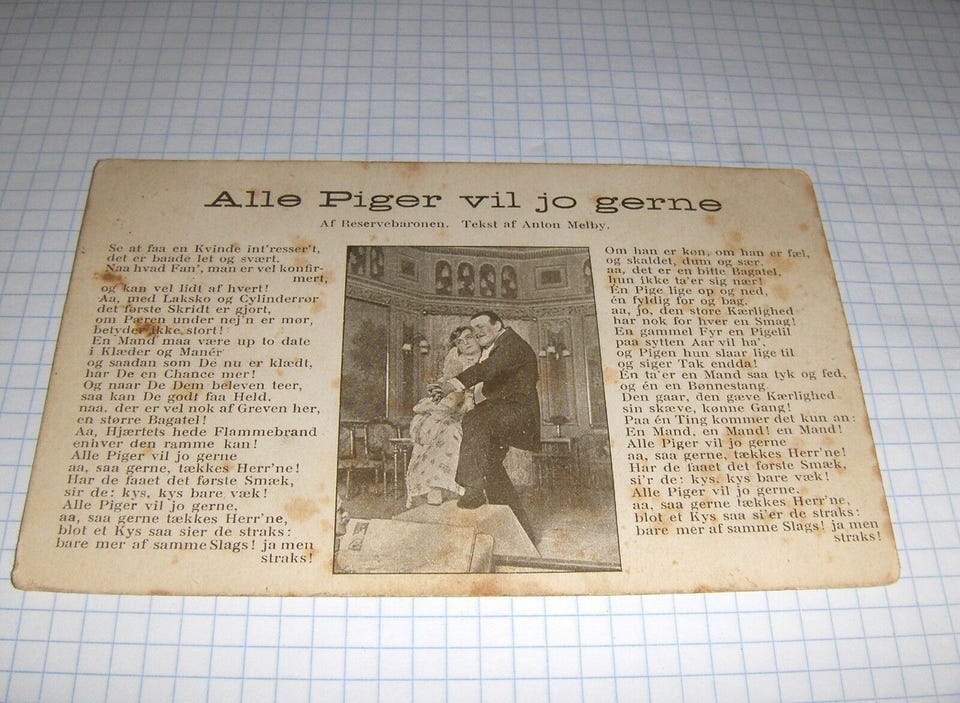 Alle Piger vil jo gerne
Af Reservebaronen. Tekst af Anton Melby.
Se at faa en Kvinde int'resser't,
det er baade let og svært.
Naa hvad Fan', man er vel konfir-
mert,
og kan vel lidt af hvert!
Aa, med Laksko og Cylinderrør
det første Skridt er gjort,
om Pæren under nej'n er mør,
betyder ikke stort!
En Mand maa være up to date
i Klæder og Manér
og saadan som De nu er klædt,
har De en Chance mer!
Og naar De Dem beleven teer,
saa kan De godt faa Held,
naa, der er vel nok af Greven her,
en større Bagatel!
Aa, Hjærtets hede Flammebrand
enhver den ramme kan!
Alle Piger vil jo gerne
aa, saa gerne, tækkes Herr'ne!
Har de faaet det første Smæk,
sir de: kys, kys bare væk!
Alle Piger vil jo gerne,
aa, saa gerne tækkes Herr'ne,
blot et Kys saa sier de straks:
bare mer af samme Slags! ja men
straks!
Om han er køn, om han er fæl,
og skaldet, dum og sær,
aa, det er en bitte Bagatel,
hun ikke ta'er sig nær!
En Pige lige op og ned,
én fyldig for og bag,
aa, jo, den store Kærlighed
har nok for hver en Smag!
En gammel Fyr en Pigelil
paa sytten Aar vil ha',
og Pigen hun slaar lige til
og siger Tak endda!
En ta'er en Mand saa tyk og fed,
og én en Bønnestang.
Den gaar, den gæve Kærlighed
sin skæve, kønne Gang!
Paa én Ting kommer det kun an:
En Mand, en Mand! en Mand!
Alle Piger vil jo gerne
aa, saa gerne, tækkes Herr'ne!
Har de faaet det første Smæk,
si'r de: kys, kys bare væk!
Alle Piger vil jo gerne,
aa, saa gerne tækkes Herr'ne,
blot et Kys saa si'er de straks:
bare mer af samme Slags! ja men
straks!